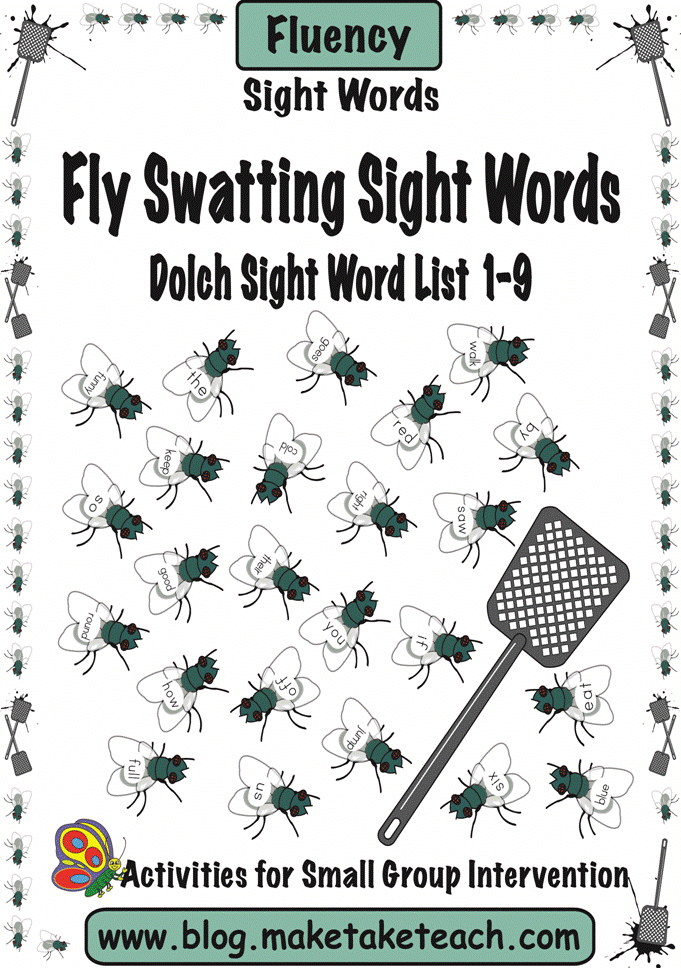 Fluency
Sight Words
Fly Swatting Sight Words
Dolch Sight Word List 1-9
funny
the
goes
walk
red
by
keep
cold
so
right
saw
good
their
round
you
if
how
off
eat
jump
full
us
six
blue
Activities for Small Group Intervention
www.blog.maketaketeach.com